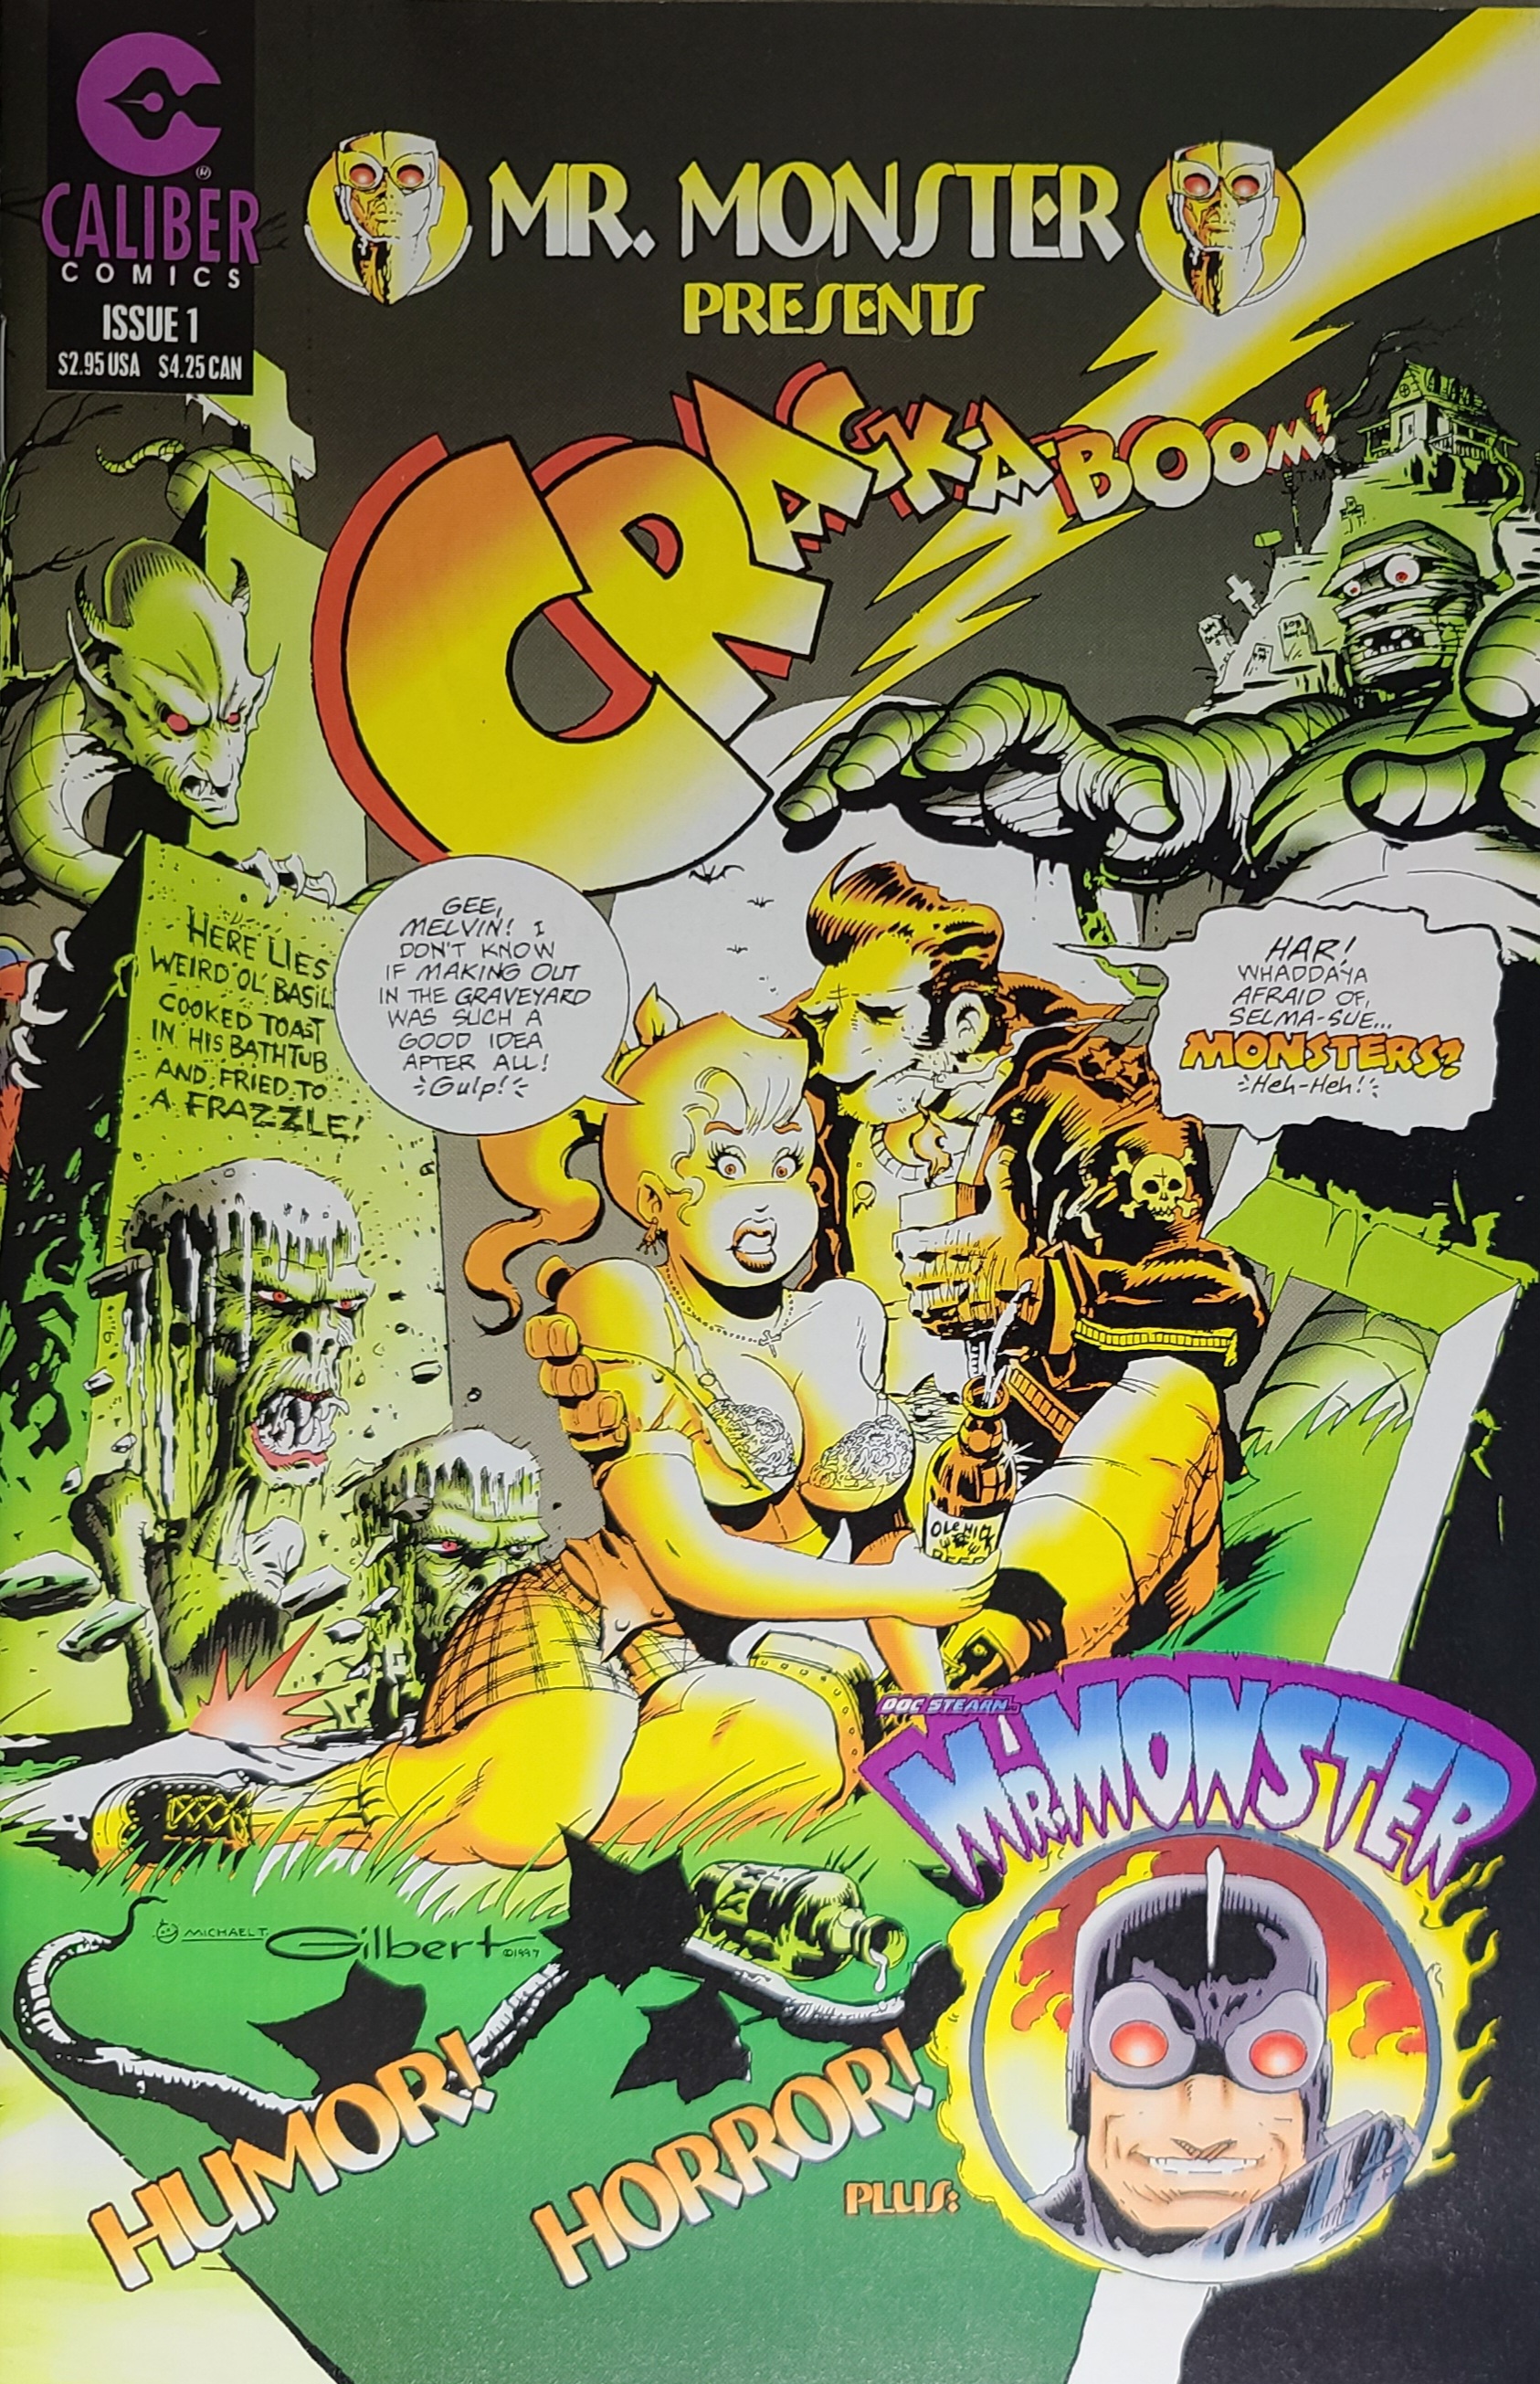 CALIBER
COMICS
ISSUE 1
$2.95 USA $4.25 CAN
MR. MONSTER
PRESENTS
CRACK-A-BOOM!
T.M.
HERE LIES
WEIRD OL' BASIL.
COOKED TOAST
IN HIS BATHTUB
AND FRIED TO
A FRAZZLE!
GEE,
MELVIN! I
DON'T KNOW
IF MAKING OUT
IN THE GRAVEYARD
WAS SUCH A
GOOD IDEA
AFTER ALL!
Gulp!
HAR!
WHADDAYA
AFRAID OF,
SELMA-SUE...
MONSTERS?
Heh-Heh!
BEER
DOC STEARN...
MR. MONSTER
MICHAEL T.
Gilbert
©1997
HUMOR!
HORROR!
PLUS: